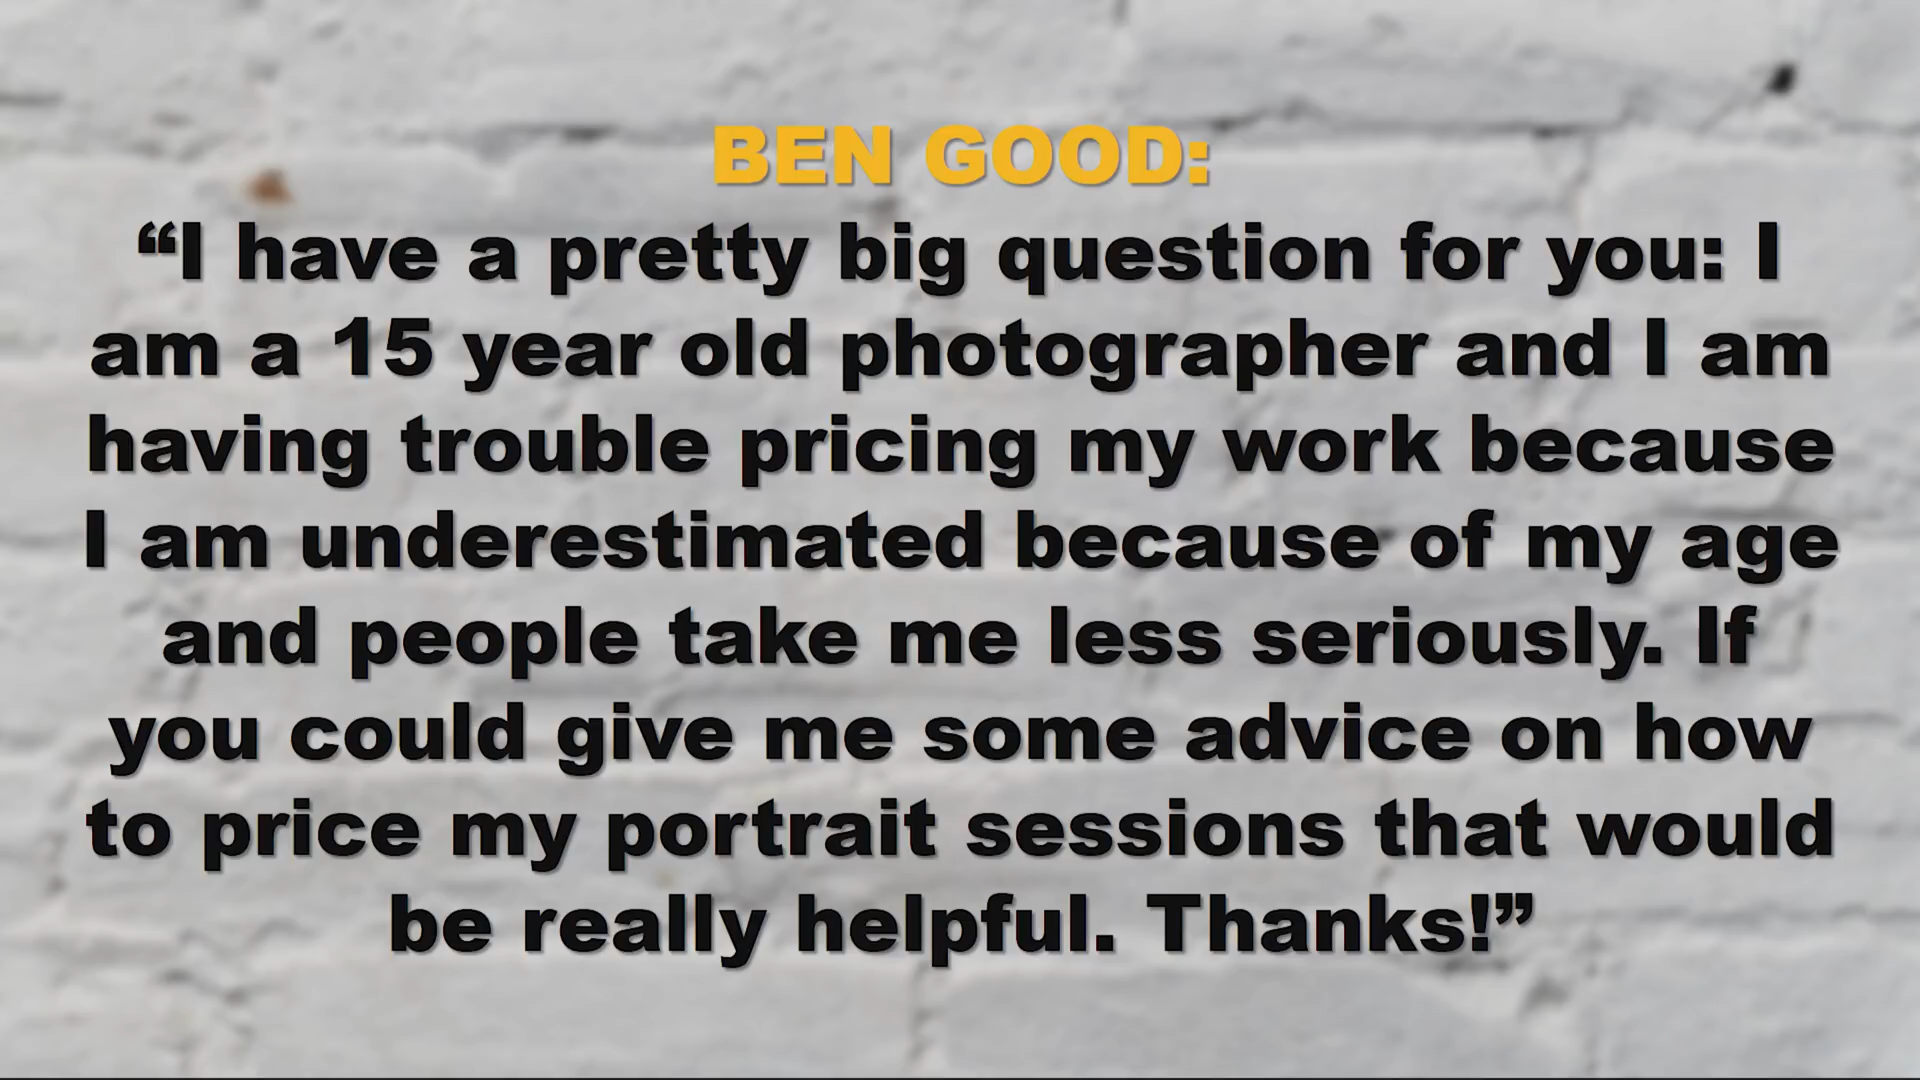 BEN GOOD:
“I have a pretty big question for you: I
am a 15 year old photographer and I am
having trouble pricing my work because
I am underestimated because of my age
and people take me less seriously. If
you could give me some advice on how
to price my portrait sessions that would
be really helpful. Thanks!”